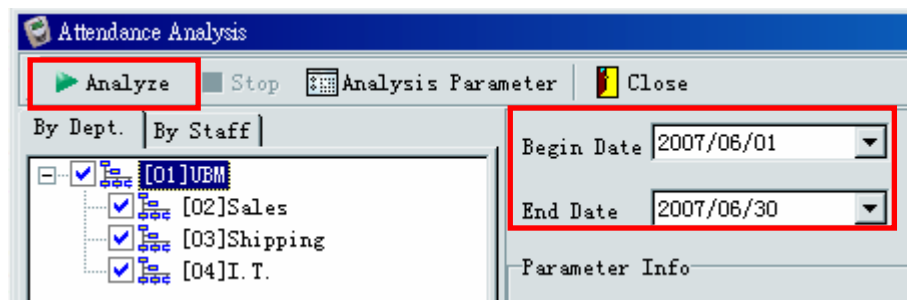 Attendance Analysis
Analyze Stop Analysis Parameter Close
By Dept. By Staff
[01]UBM
[02]Sales
[03]Shipping
[04]I.T.
Begin Date 2007/06/01
End Date 2007/06/30
Parameter Info